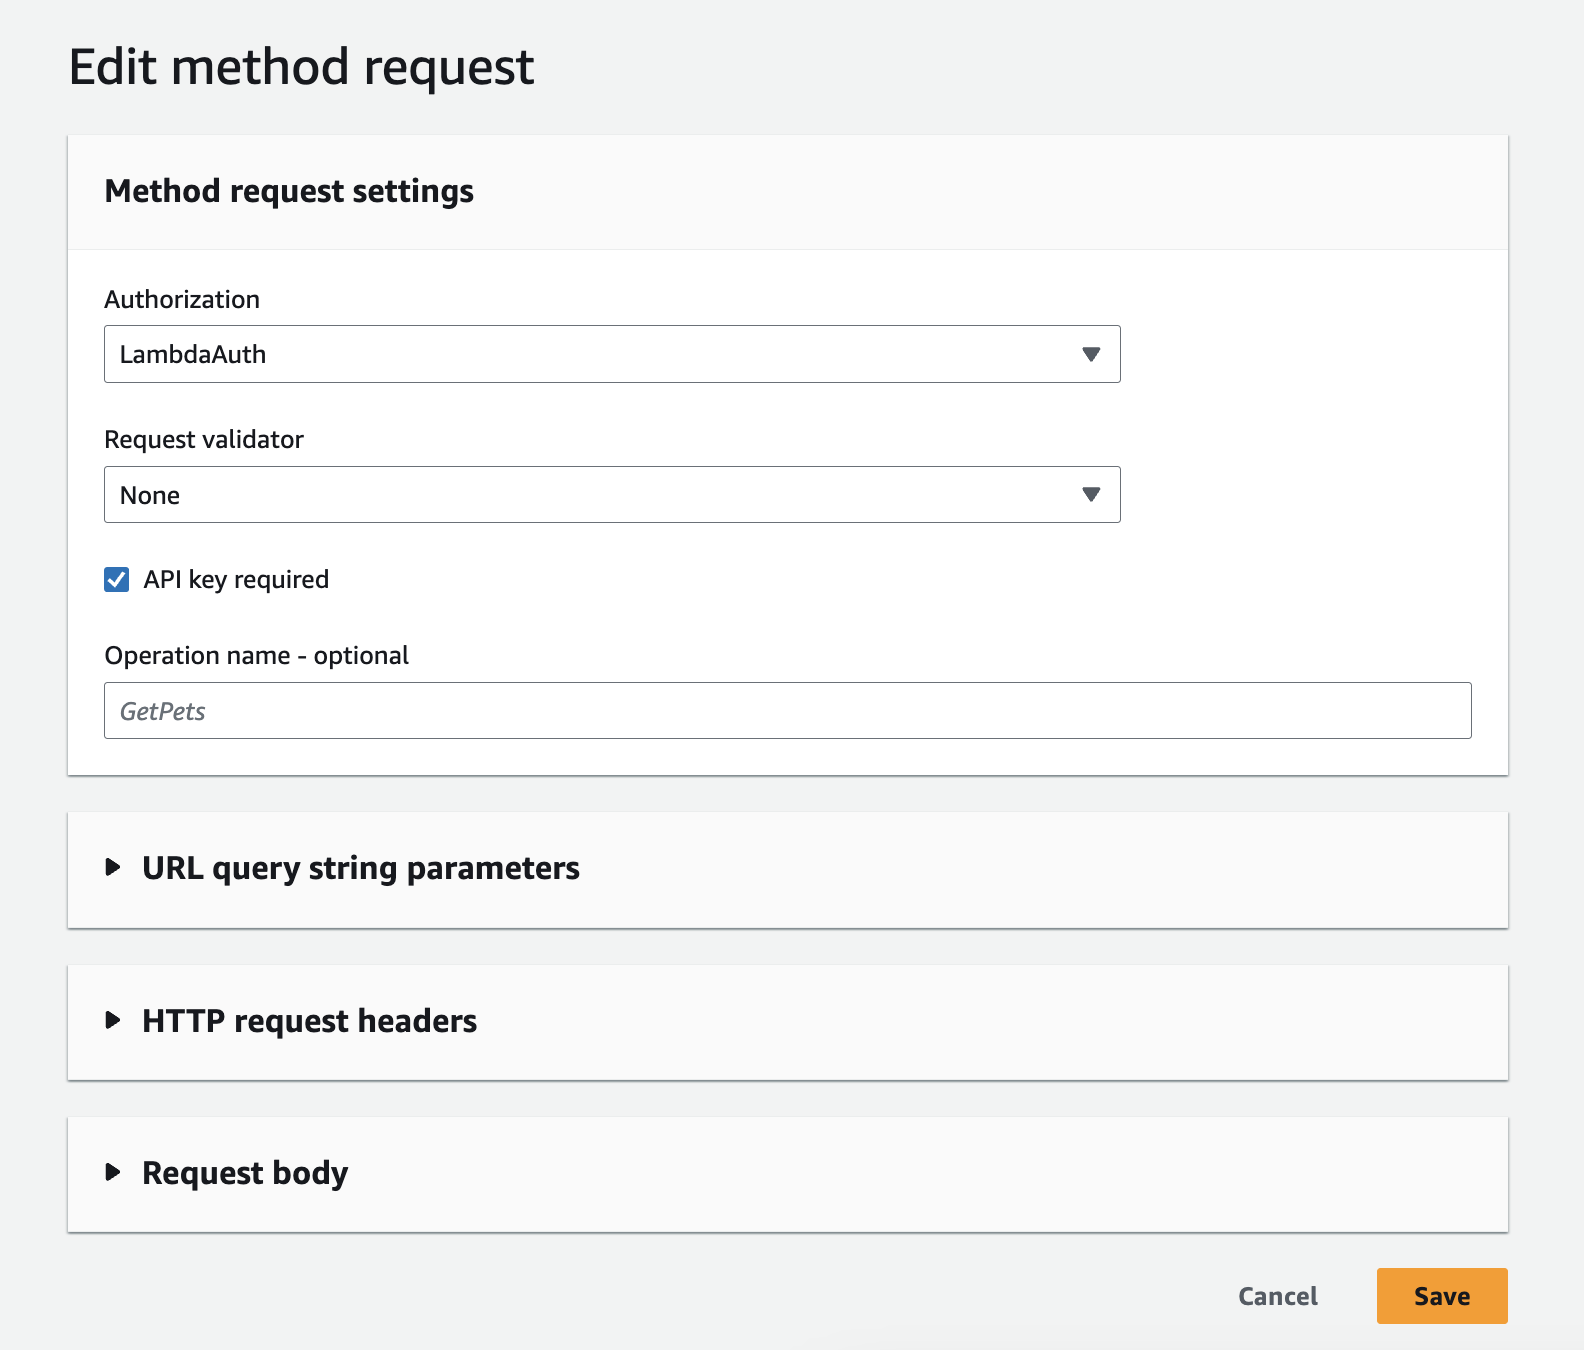 Edit method request
Method request settings
Authorization
LambdaAuth
Request validator
None
API key required
Operation name - optional
GetPets
URL query string parameters
HTTP request headers
Request body
Cancel
Save